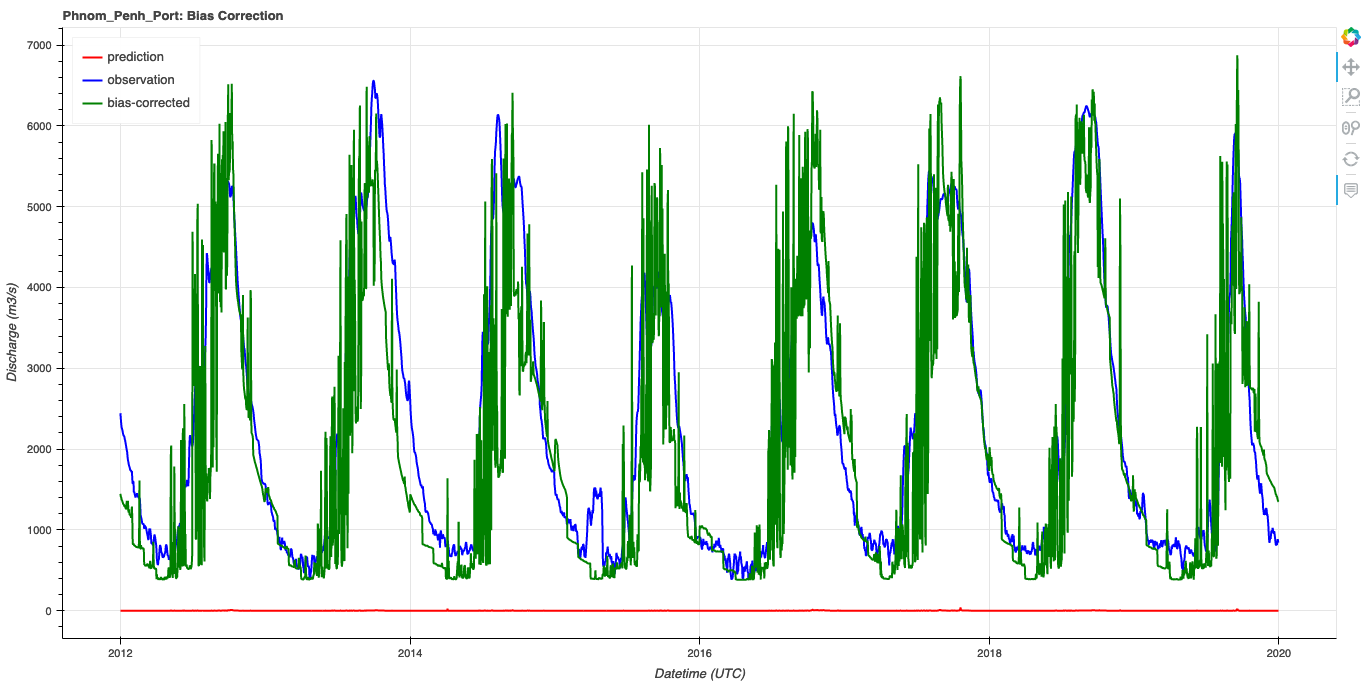 Phnom_Penh_Port: Bias Correction
prediction
observation
bias-corrected
Discharge (m3/s)
7000
6000
5000
4000
3000
2000
1000
0
2012
2014
2016
2018
2020
Datetime (UTC)